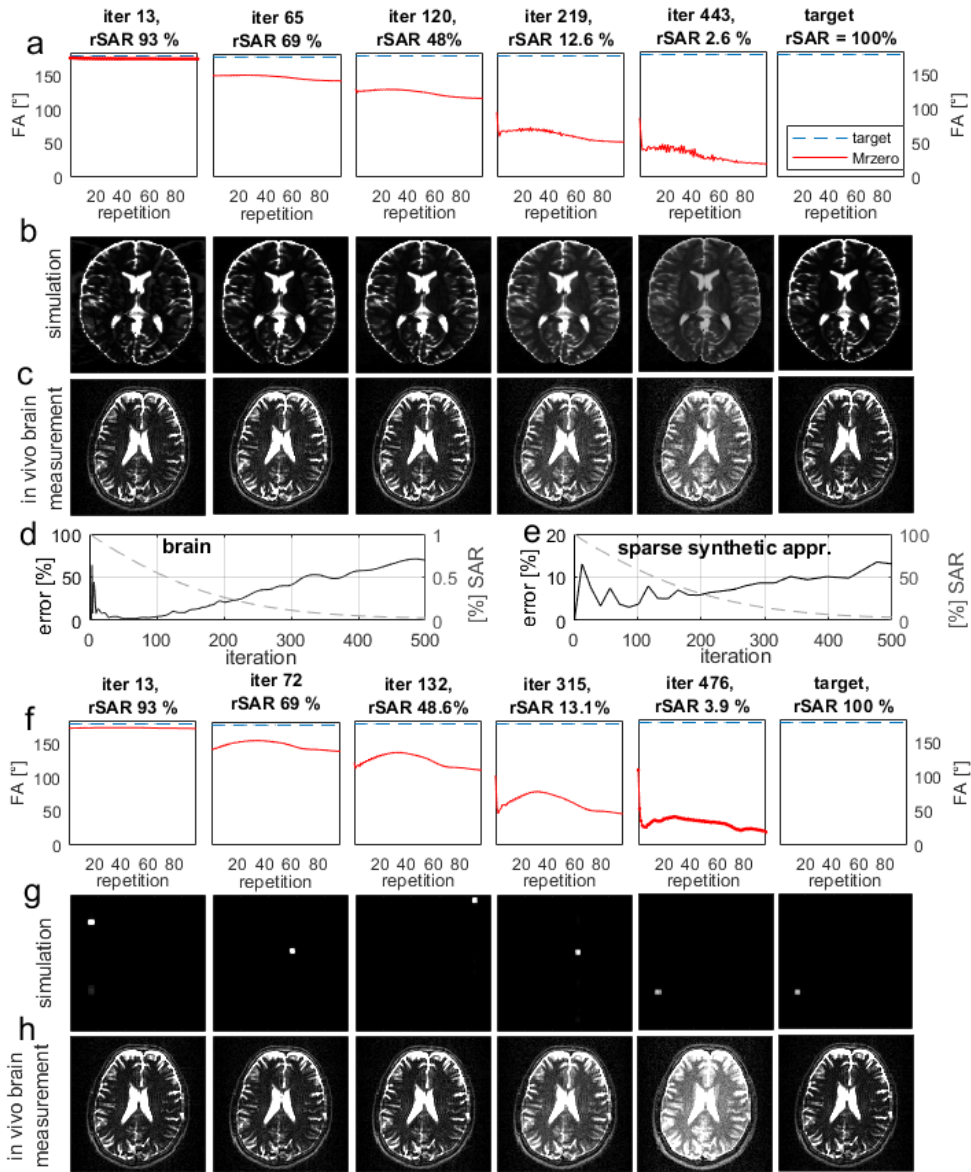 iter 13, rSAR 93 %
iter 65 rSAR 69 %
iter 120, rSAR 48%
iter 219, rSAR 12.6 %
iter 443, rSAR 2.6 %
target rSAR = 100%
a
FA [°]
150
100
50
0
150
100
50
0
FA [°]
target
Mrzero
20 40 60 80
20 40 60 80
20 40 60 80
20 40 60 80
20 40 60 80
20 40 60 80
repetition
repetition
repetition
repetition
repetition
repetition
b
simulation
c
in vivo brain measurement
d
brain
error [%]
100
50
0
1
0.5
0
[%] SAR
0 100 200 300 400 500
iteration
e
sparse synthetic appr.
error [%]
20
10
0
100
50
0
[%] SAR
0 100 200 300 400 500
iteration
iter 13, rSAR 93 %
iter 72 rSAR 69 %
iter 132, rSAR 48.6%
iter 315, rSAR 13.1%
iter 476, rSAR 3.9 %
target, rSAR 100 %
f
FA [°]
150
100
50
0
150
100
50
0
FA [°]
20 40 60 80
20 40 60 80
20 40 60 80
20 40 60 80
20 40 60 80
20 40 60 80
repetition
repetition
repetition
repetition
repetition
repetition
g
simulation
h
in vivo brain measurement